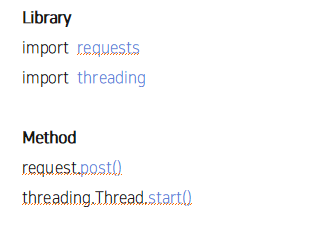 Library
import requests
import threading
Method
request.post()
threading.Thread.start()